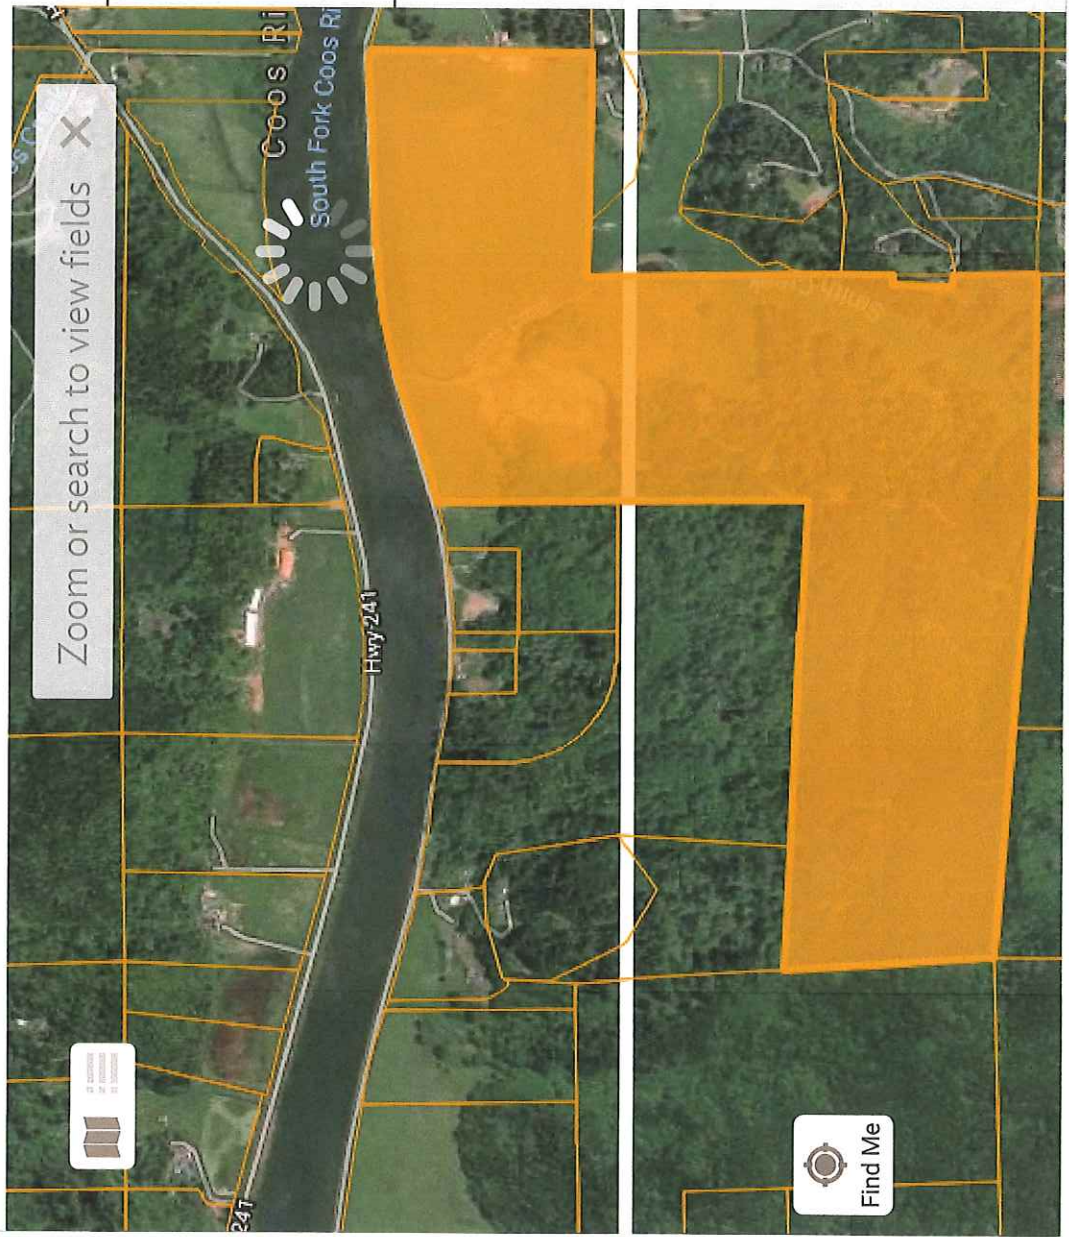 Zoom or search to view fields
Coos Ri
South Fork Coos Ri
Hwy 241
241
Find Me